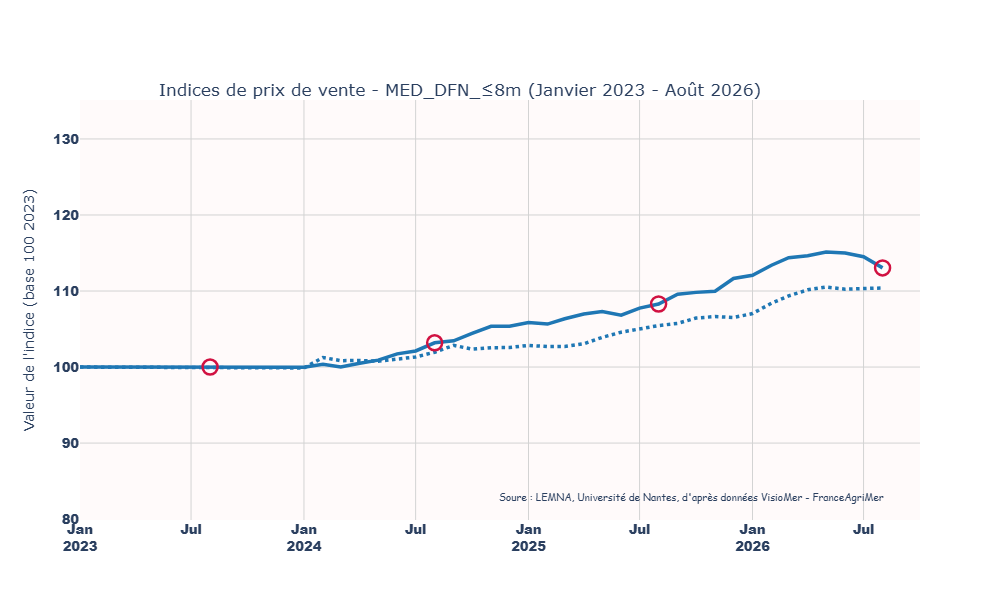 Indices de prix de vente - MED_DFN_≤8m (Janvier 2023 - Août 2026)
Valeur de l'indice (base 100 2023)
130
120
110
100
90
80
Jan
2023
Jul
Jan
2024
Jul
Jan
2025
Jul
Jan
2026
Jul
Soure : LEMNA, Université de Nantes, d'après données VisioMer - FranceAgriMer